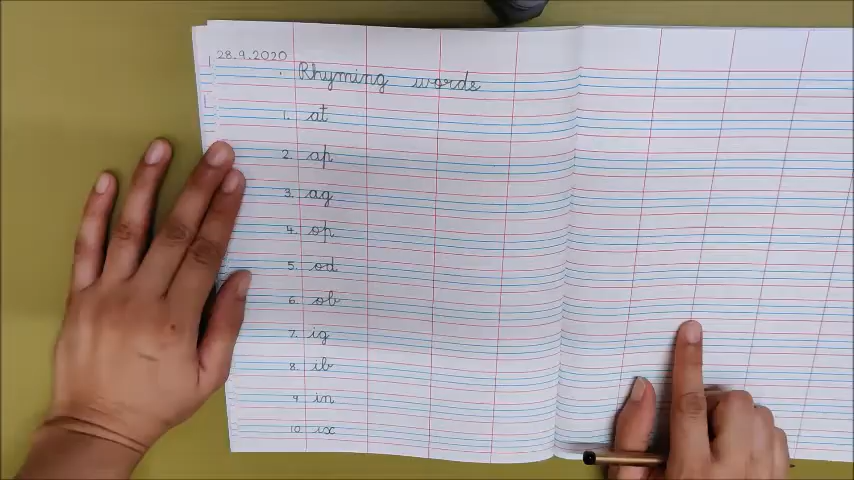 28.9.2020
Rhyming words
1. at
2. ap
3. ag
4. op
5. od
6. ob
7. ig
8. ib
9. in
10. ix